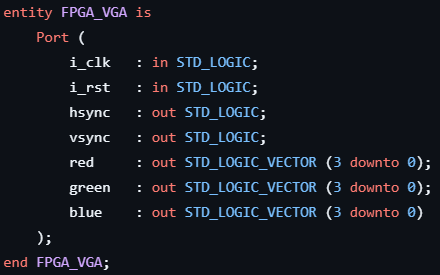 entity FPGA_VGA is
    Port (
        i_clk   : in STD_LOGIC;
        i_rst   : in STD_LOGIC;
        hsync   : out STD_LOGIC;
        vsync   : out STD_LOGIC;
        red     : out STD_LOGIC_VECTOR (3 downto 0);
        green   : out STD_LOGIC_VECTOR (3 downto 0);
        blue    : out STD_LOGIC_VECTOR (3 downto 0)
    );
end FPGA_VGA;